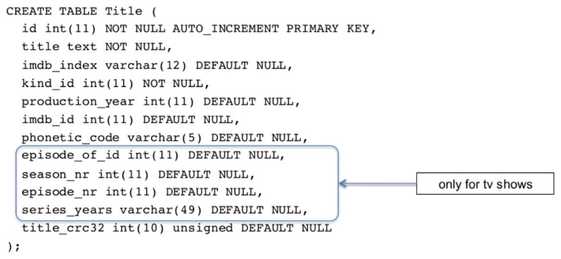 CREATE TABLE Title (
id int(11) NOT NULL AUTO_INCREMENT PRIMARY KEY,
title text NOT NULL,
imdb_index varchar(12) DEFAULT NULL,
kind_id int(11) NOT NULL,
production_year int(11) DEFAULT NULL,
imdb_id int(11) DEFAULT NULL,
phonetic_code varchar(5) DEFAULT NULL,
episode_of_id int(11) DEFAULT NULL,
season_nr int(11) DEFAULT NULL,
episode_nr int(11) DEFAULT NULL,
series_years varchar(49) DEFAULT NULL,
title_crc32 int(10) unsigned DEFAULT NULL
);
only for tv shows